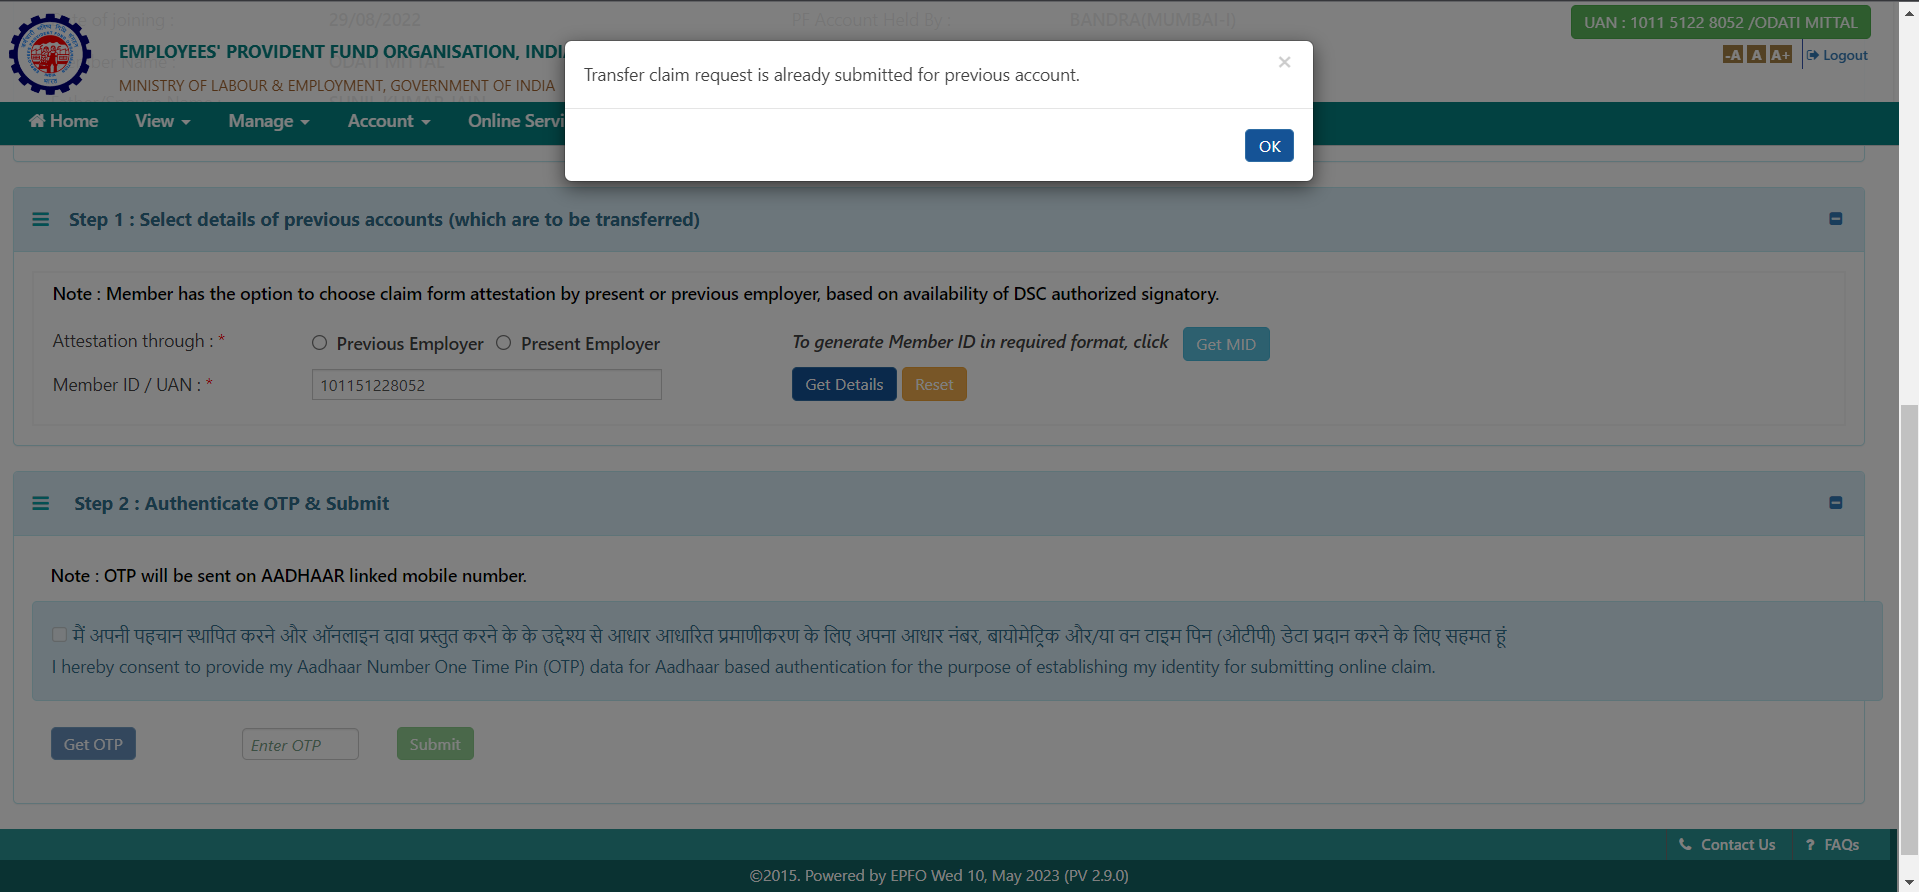 of joining :
29/08/2022
PF Account Held By :
BANDRA(MUMBAI-I)
UAN : 1011 5122 8052 /ODATI MITTAL
EMPLOYEES' PROVIDENT FUND ORGANISATION, INDI
Name :
ODATI MITTAL
MINISTRY OF LABOUR & EMPLOYMENT, GOVERNMENT OF INDIA
SUNIL KUMAR JAIN
-A A A+ Logout
Transfer claim request is already submitted for previous account.
×
OK
Home View Manage Account Online Servi
Step 1 : Select details of previous accounts (which are to be transferred)
Note : Member has the option to choose claim form attestation by present or previous employer, based on availability of DSC authorized signatory.
Attestation through : * Previous Employer Present Employer To generate Member ID in required format, click Get MID
Member ID / UAN : * 101151228052 Get Details Reset
Step 2 : Authenticate OTP & Submit
Note : OTP will be sent on AADHAAR linked mobile number.
मैं अपनी पहचान स्थापित करने और ऑनलाइन दावा प्रस्तुत करने के के उद्देश्य से आधार आधारित प्रमाणीकरण के लिए अपना आधार नंबर, बायोमेट्रिक और/या वन टाइम पिन (ओटीपी) डेटा प्रदान करने के लिए सहमत हूं
I hereby consent to provide my Aadhaar Number One Time Pin (OTP) data for Aadhaar based authentication for the purpose of establishing my identity for submitting online claim.
Get OTP Enter OTP Submit
Contact Us ? FAQs
©2015. Powered by EPFO Wed 10, May 2023 (PV 2.9.0)